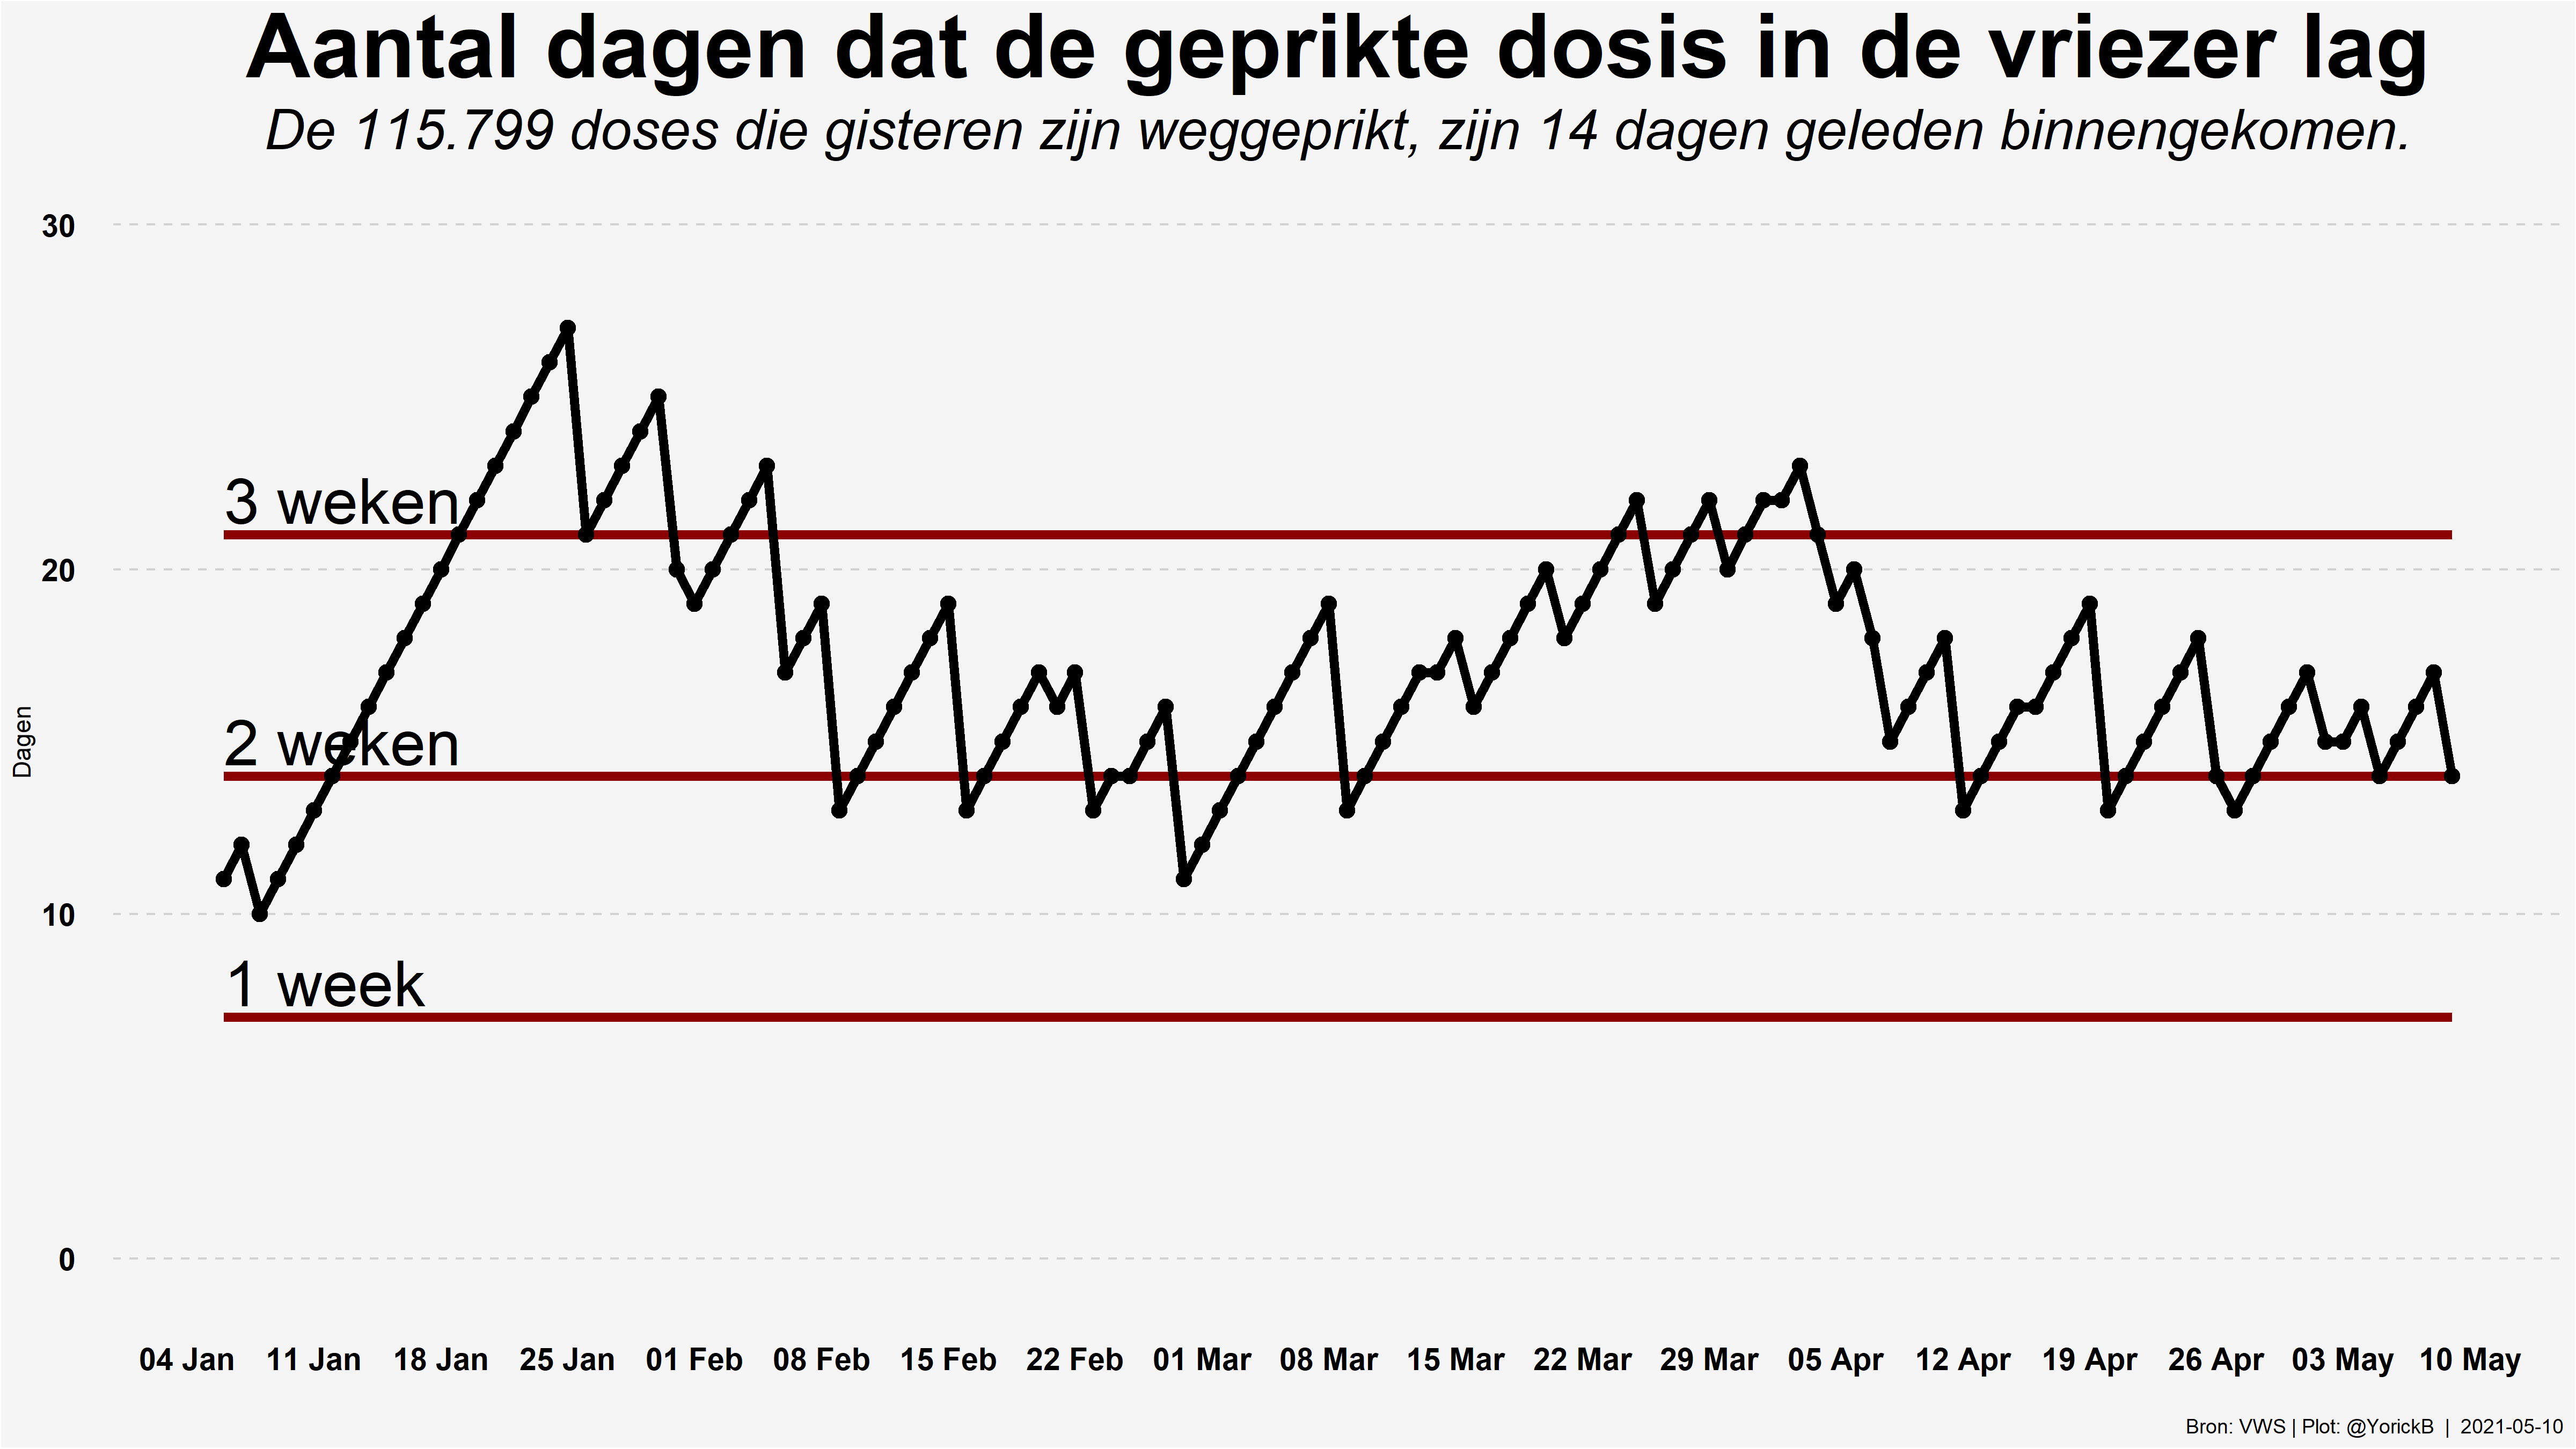 Aantal dagen dat de geprikte dosis in de vriezer lag
De 115.799 doses die gisteren zijn weggeprikt, zijn 14 dagen geleden binnengekomen.
30
3 weken
20
2 weken
Dagen
10
1 week
0
04 Jan 11 Jan 18 Jan 25 Jan 01 Feb 08 Feb 15 Feb 22 Feb 01 Mar 08 Mar 15 Mar 22 Mar 29 Mar 05 Apr 12 Apr 19 Apr 26 Apr 03 May 10 May
Bron: VWS | Plot: @YorickB | 2021-05-10